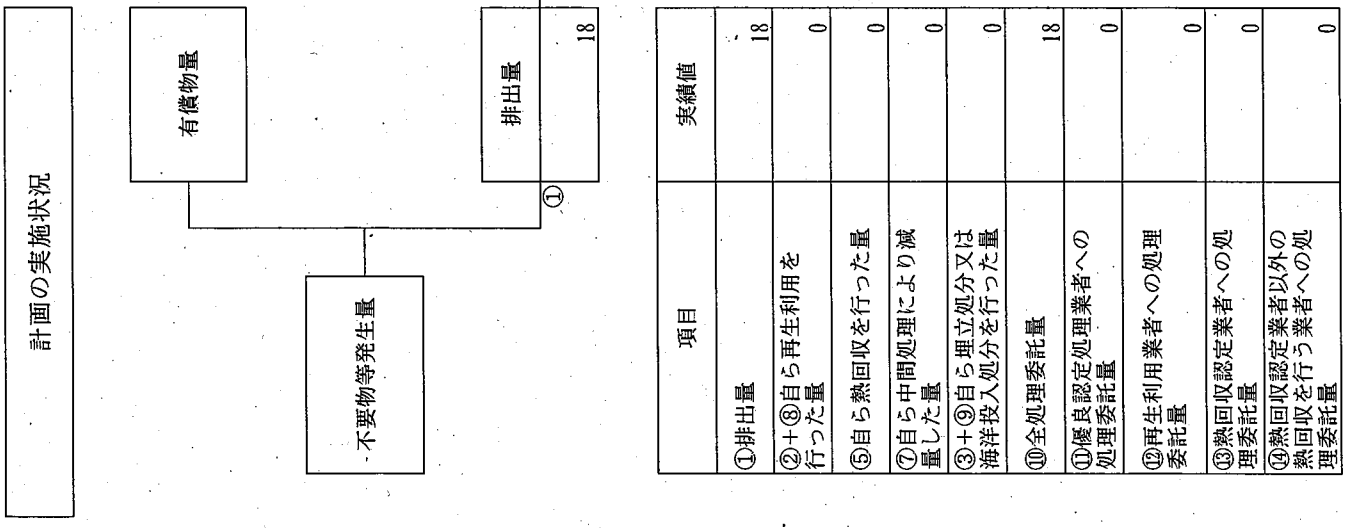 計画の実施状況
不要物等発生量
有償物量
①
排出量
18
項目
実績値
①排出量
18
②+⑧自ら再生利用を
行った量
0
⑤自ら熱回収を行った量
0
⑦自ら中間処理により減
量した量
0
③+⑨自ら埋立処分又は
海洋投入処分を行った量
0
⑩全処理委託量
18
⑪優良認定処理業者への
処理委託量
0
⑫再生利用業者への処理
委託量
0
⑬熱回収認定業者への処
理委託量
0
⑭熱回収認定業者以外の
熱回収を行う業者への処
理委託量
0